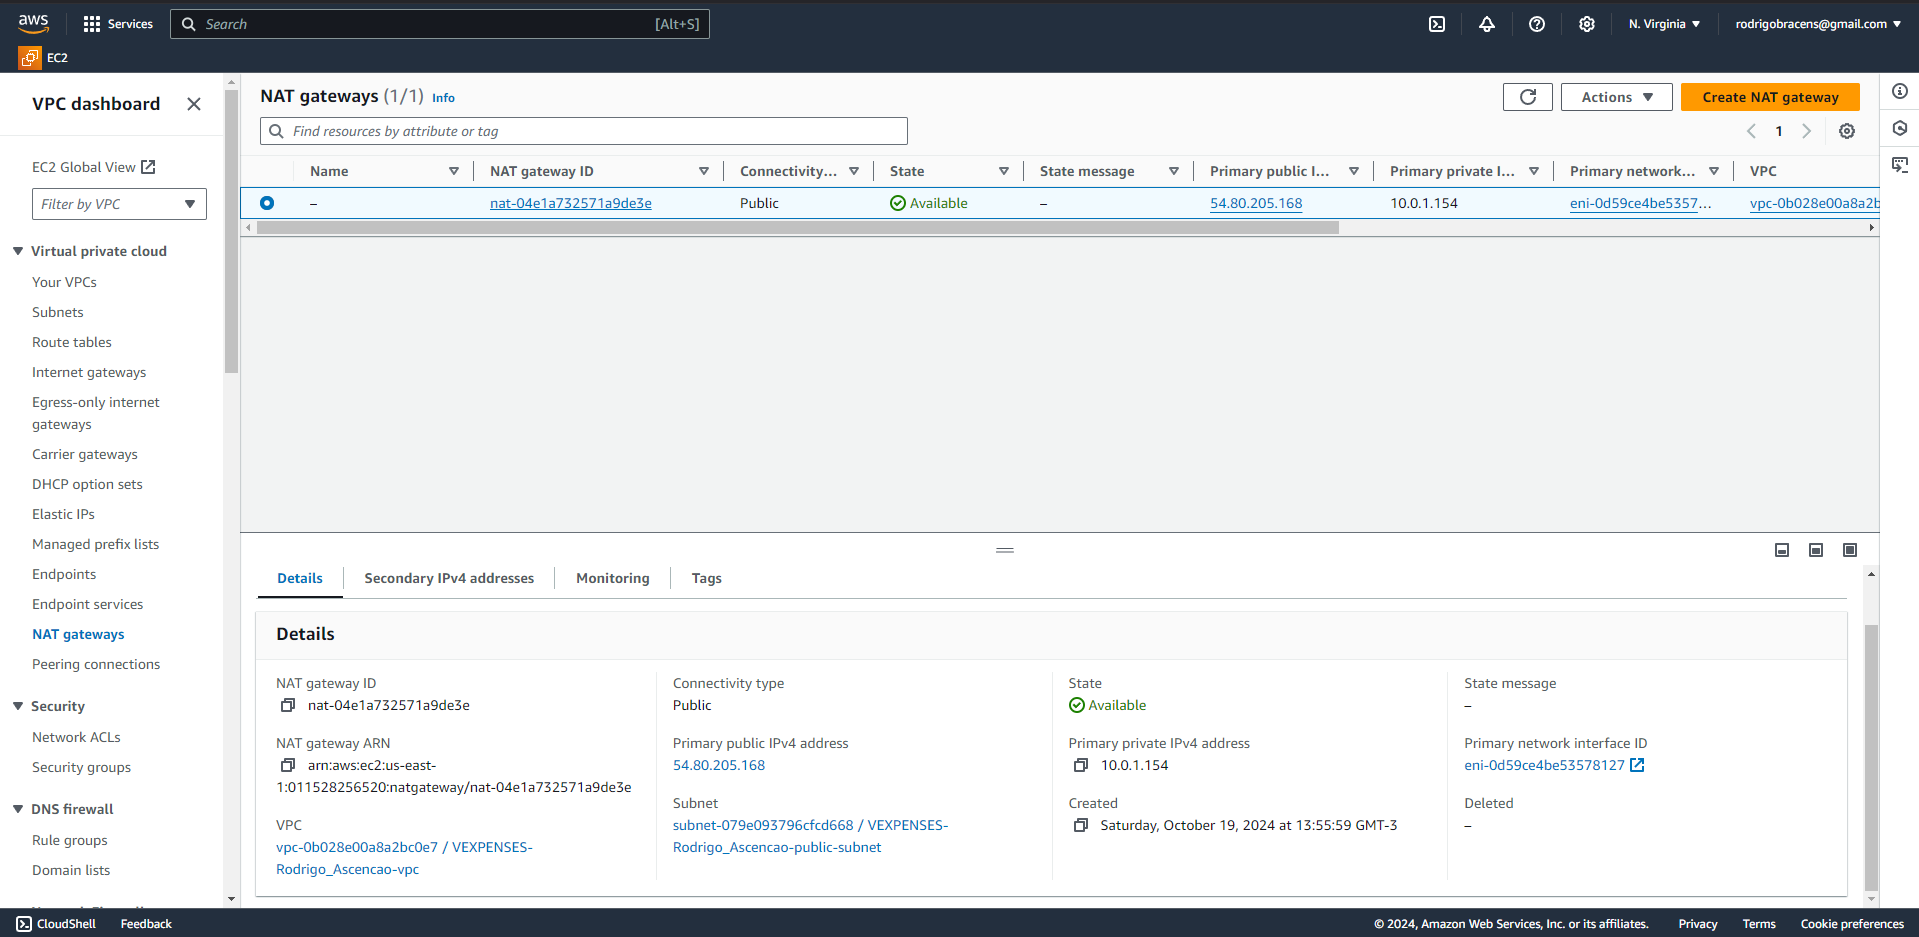 aws
Services
Search
[Alt+S]
N. Virginia
rodrigobracens@gmail.com
EC2
VPC dashboard
EC2 Global View
Filter by VPC
Virtual private cloud
Your VPCs
Subnets
Route tables
Internet gateways
Egress-only internet
gateways
Carrier gateways
DHCP option sets
Elastic IPs
Managed prefix lists
Endpoints
Endpoint services
NAT gateways
Peering connections
Security
Network ACLs
Security groups
DNS firewall
Rule groups
Domain lists
NAT gateways (1/1) Info
Actions
Create NAT gateway
Find resources by attribute or tag
1
Name
NAT gateway ID
Connectivity...
State
State message
Primary public I...
Primary private I...
Primary network...
VPC
–
nat-04e1a732571a9de3e
Public
Available
–
54.80.205.168
10.0.1.154
eni-0d59ce4be5357...
vpc-0b028e00a8a2b
Details
Secondary IPv4 addresses
Monitoring
Tags
Details
NAT gateway ID
nat-04e1a732571a9de3e
Connectivity type
Public
State
Available
State message
–
NAT gateway ARN
arn:aws:ec2:us-east-
1:011528256520:natgateway/nat-04e1a732571a9de3e
Primary public IPv4 address
54.80.205.168
Primary private IPv4 address
10.0.1.154
Primary network interface ID
eni-0d59ce4be53578127
VPC
vpc-0b028e00a8a2bc0e7 / VEXPENSES-
Rodrigo_Ascencao-vpc
Subnet
subnet-079e093796cfcd668 / VEXPENSES-
Rodrigo_Ascencao-public-subnet
Created
Saturday, October 19, 2024 at 13:55:59 GMT-3
Deleted
–
CloudShell
Feedback
© 2024, Amazon Web Services, Inc. or its affiliates.
Privacy
Terms
Cookie preferences